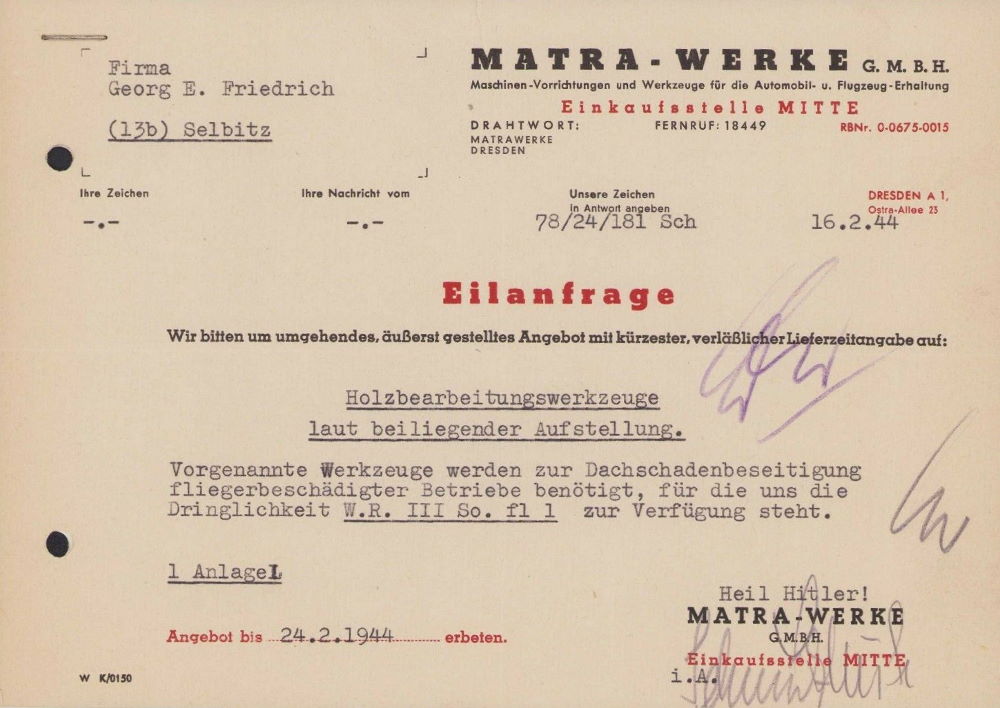 Firma
Georg E. Friedrich
(13b) Selbitz
MATRA-WERKE G. M. B. H.
Maschinen-Vorrichtungen und Werkzeuge für die Automobil- u. Flugzeug-Erhaltung
Einkaufsstelle MITTE
DRAHTWORT: FERNRUF: 18449 RBNr. 0-0675-0015
MATRAWERKE
DRESDEN
Ihre Zeichen Ihre Nachricht vom Unsere Zeichen DRESDEN A 1,
in Antwort angeben Ostra-Allee 25
-.- -.- 78/24/181 Sch 16.2.44
Eilanfrage
Wir bitten um umgehendes, äußerst gestelltes Angebot mit kürzester, verläßlicher Lieferzeitangabe auf:
Holzbearbeitungswerkzeuge
laut beiliegender Aufstellung.
Vorgenannte Werkzeuge werden zur Dachschadenbeseitigung
fliegerbeschädigter Betriebe benötigt, für die uns die
Dringlichkeit W.R. III So. fl 1 zur Verfügung steht.
1 Anlage
Heil Hitler!
MATRA-WERKE
G.M.B.H.
Angebot bis 24.2.1944 erbeten.
Einkaufsstelle MITTE
i.A.
W K/0150